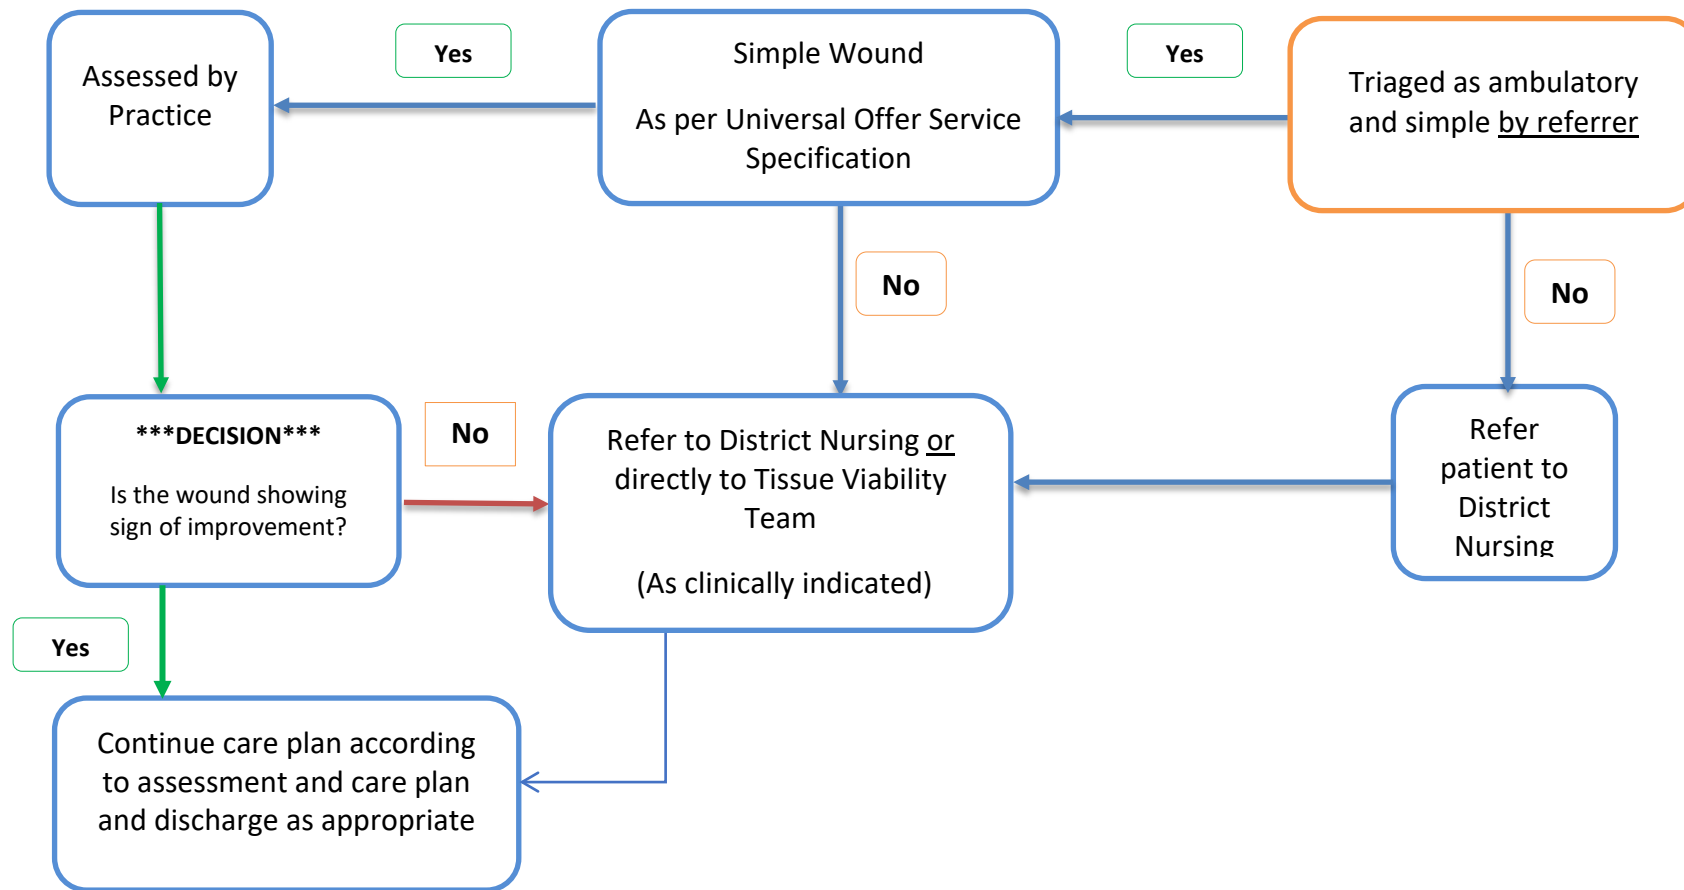 Assessed by
Practice
Yes
Simple Wound
As per Universal Offer Service
Specification
Yes
Triaged as ambulatory
and simple by referrer
No
No
***DECISION***
Is the wound showing
sign of improvement?
No
Refer to District Nursing or
directly to Tissue Viability
Team
(As clinically indicated)
Refer
patient to
District
Nursing
Yes
Continue care plan according
to assessment and care plan
and discharge as appropriate